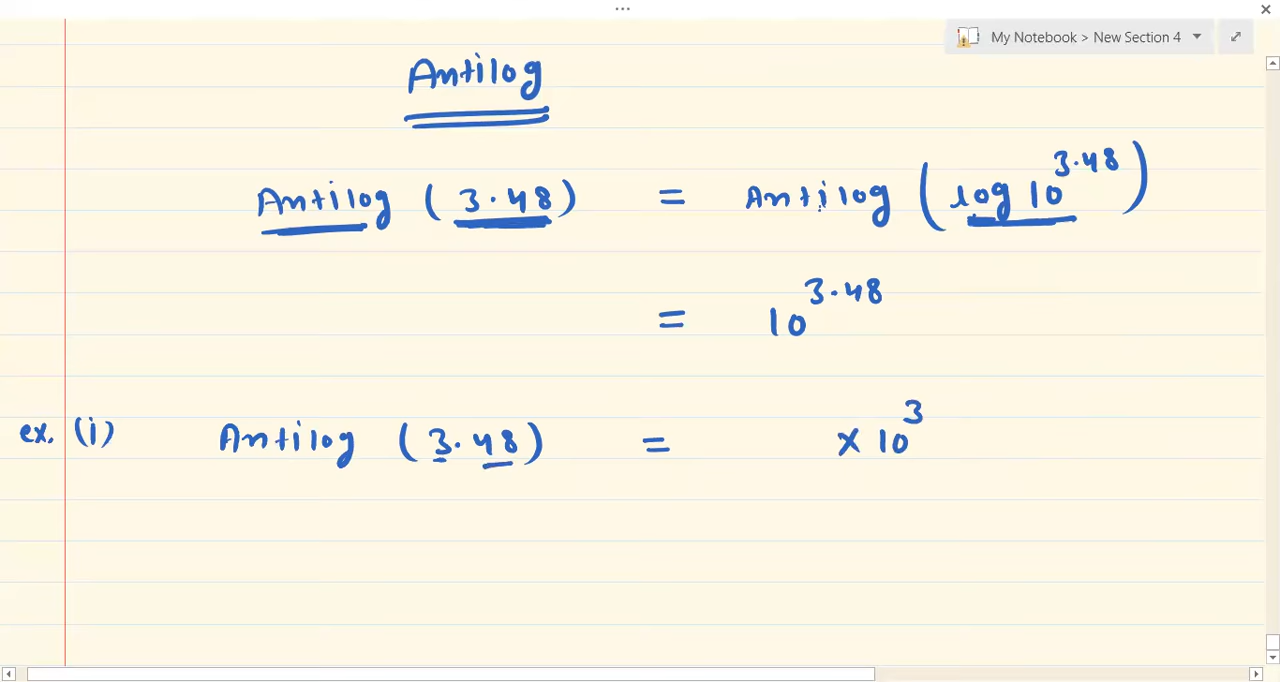 ...
My Notebook > New Section 4
Antilog
Antilog (3.48) = Antilog (log 10^3.48)
= 10^3.48
ex. (i) Antilog (3.48) = × 10^3